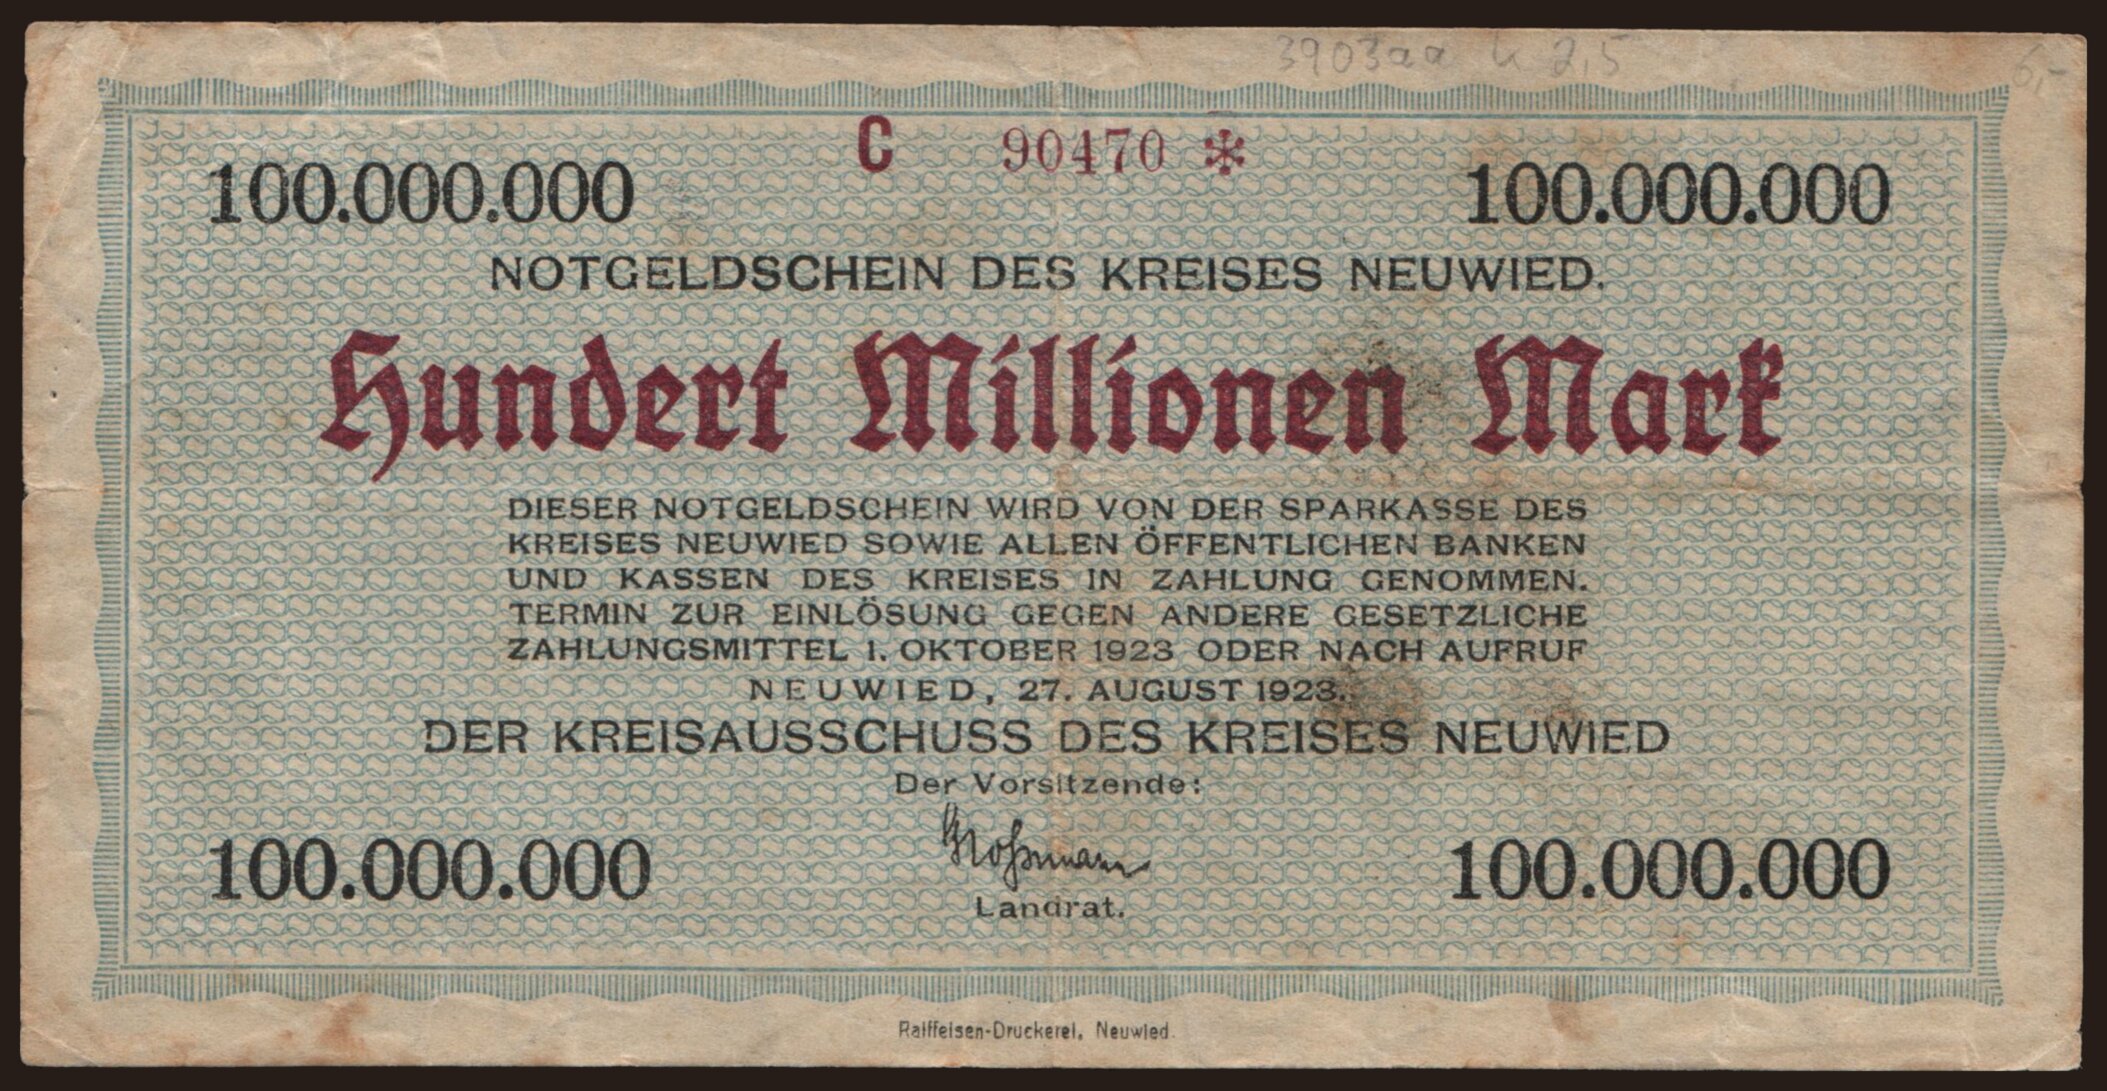 3903aa
2,5
6,-
C 90470 *
100.000.000 100.000.000
NOTGELDSCHEIN DES KREISES NEUWIED.
Hundert Millionen Mark
DIESER NOTGELDSCHEIN WIRD VON DER SPARKASSE DES
KREISES NEUWIED SOWIE ALLEN ÖFFENTLICHEN BANKEN
UND KASSEN DES KREISES IN ZAHLUNG GENOMMEN.
TERMIN ZUR EINLÖSUNG GEGEN ANDERE GESETZLICHE
ZAHLUNGSMITTEL 1. OKTOBER 1923 ODER NACH AUFRUF
NEUWIED, 27. AUGUST 1923.
DER KREISAUSSCHUSS DES KREISES NEUWIED
Der Vorsitzende:
100.000.000 100.000.000
Landrat.
Raiffeisen-Druckerei, Neuwied.